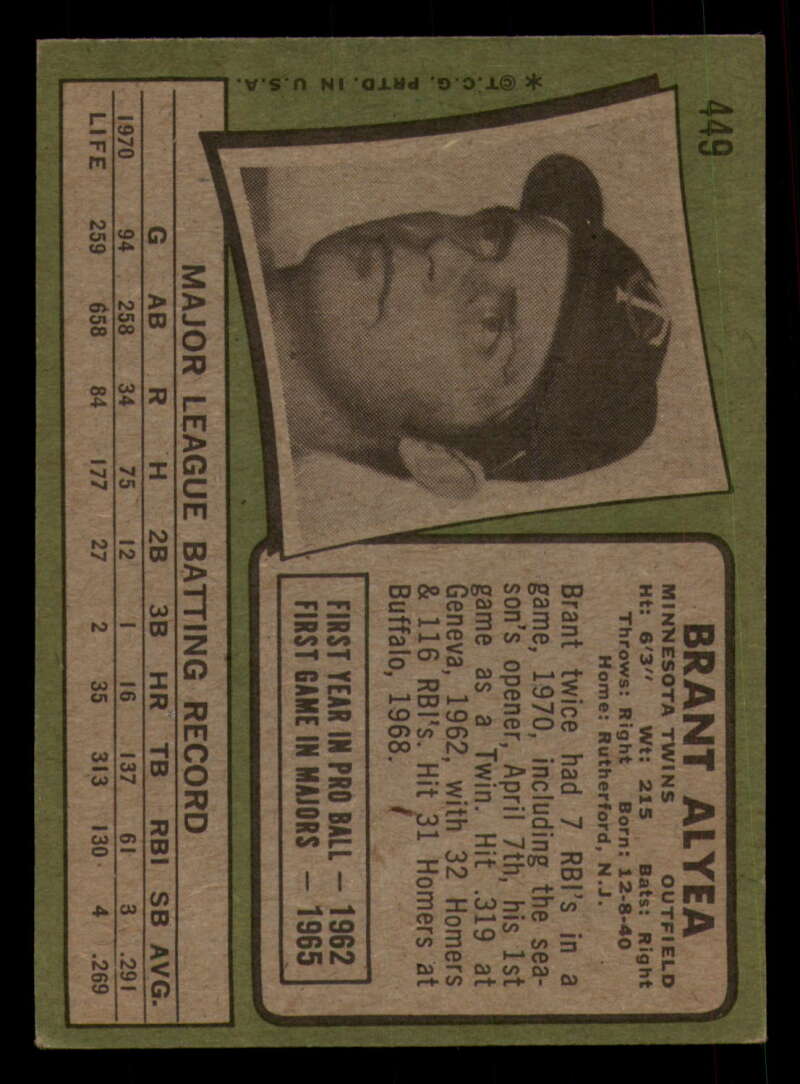 449
BRANT ALYEA
MINNESOTA TWINS OUTFIELD
Ht: 6'3" Wt: 215 Bats: Right
Throws: Right Born: 12-8-40
Home: Rutherford, N.J.
Brant twice had 7 RBI's in a
game, 1970, including the sea-
son's opener, April 7th, his 1st
game as a Twin. Hit .319 at
Geneva, 1962, with 32 Homers
& 116 RBI's. Hit 31 Homers at
Buffalo, 1968.
FIRST YEAR IN PRO BALL — 1962
FIRST GAME IN MAJORS — 1965
MAJOR LEAGUE BATTING RECORD
G AB R H 2B 3B HR TB RBI SB AVG.
1970 94 258 34 75 12 1 16 137 61 3 .291
LIFE 259 658 84 177 27 2 35 313 130 4 .269
* © T.C.G. PRTD. IN U.S.A.